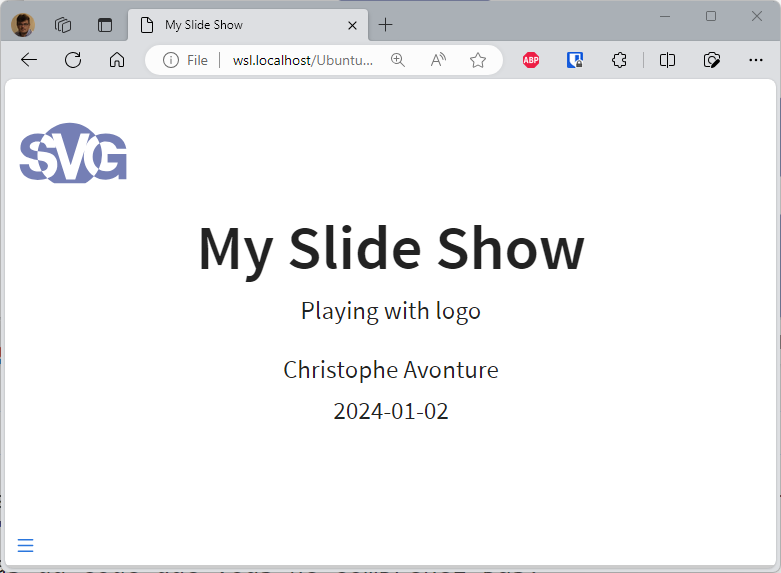 My Slide Show
File
wsl.localhost/Ubuntu...
ABP
SVG
My Slide Show
Playing with logo
Christophe Avonture
2024-01-02